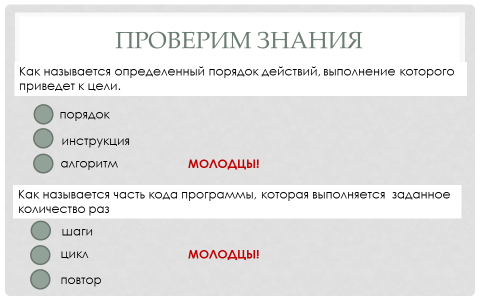 ПРОВЕРИМ ЗНАНИЯ
Как называется определенный порядок действий, выполнение которого
приведет к цели.
порядок
инструкция
алгоритм МОЛОДЦЫ!
Как называется часть кода программы, которая выполняется заданное
количество раз
шаги
цикл МОЛОДЦЫ!
повтор